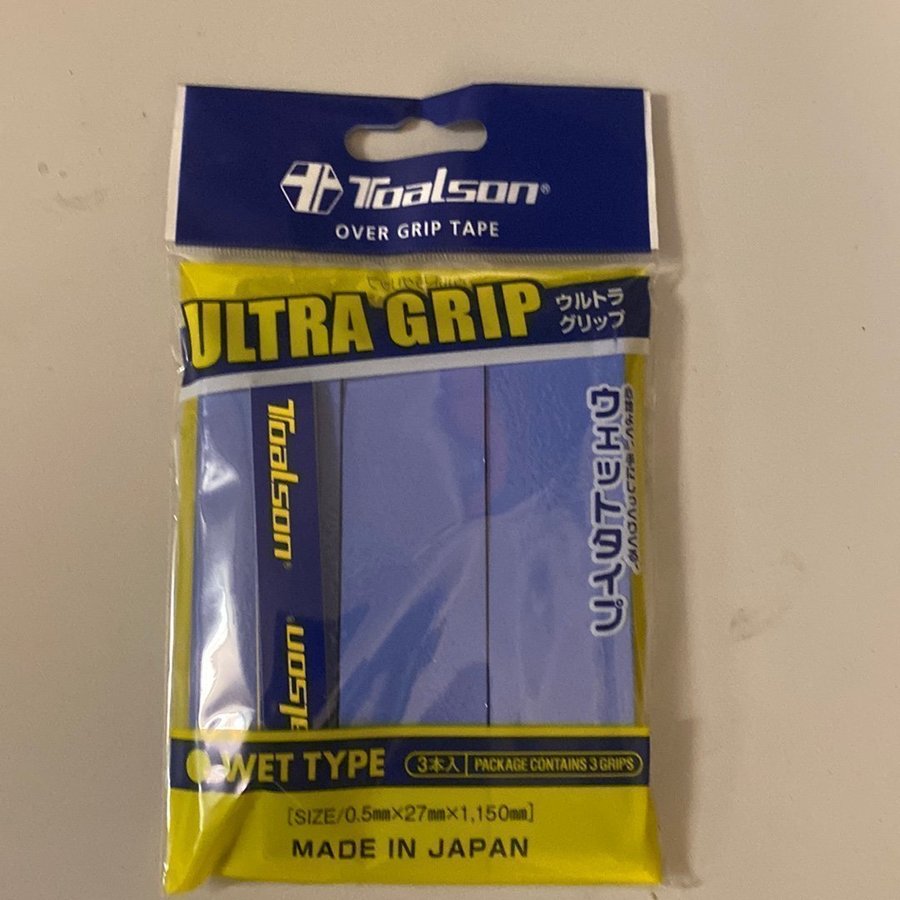 Toalson®
OVER GRIP TAPE
ULTRA GRIP
ウルトラ
グリップ
Toalson®
Toalson®
ウェットタイプ
WET TYPE
3本入 PACKAGE CONTAINS 3 GRIPS
[SIZE/0.5mm×27mm×1,150mm]
MADE IN JAPAN